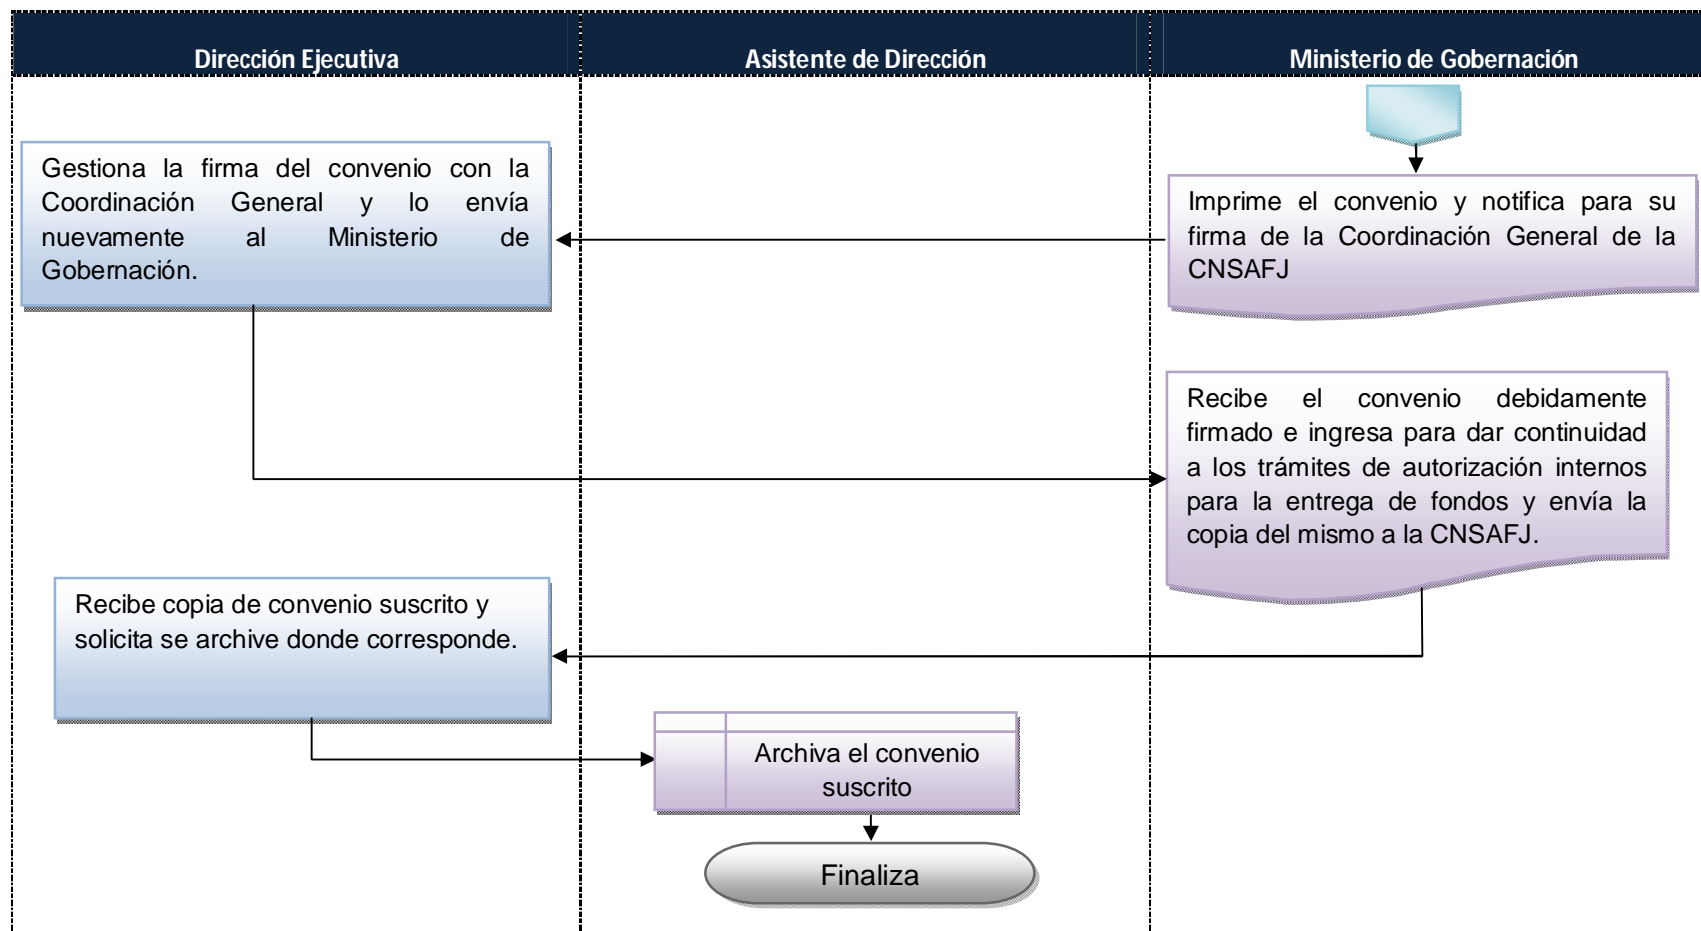 Dirección Ejecutiva
Asistente de Dirección
Ministerio de Gobernación
Imprime el convenio y notifica para su
firma de la Coordinación General de la
CNSAFJ
Gestiona la firma del convenio con la
Coordinación General y lo envía
nuevamente al Ministerio de
Gobernación.
Recibe el convenio debidamente
firmado e ingresa para dar continuidad
a los trámites de autorización internos
para la entrega de fondos y envía la
copia del mismo a la CNSAFJ.
Recibe copia de convenio suscrito y
solicita se archive donde corresponde.
Archiva el convenio
suscrito
Finaliza